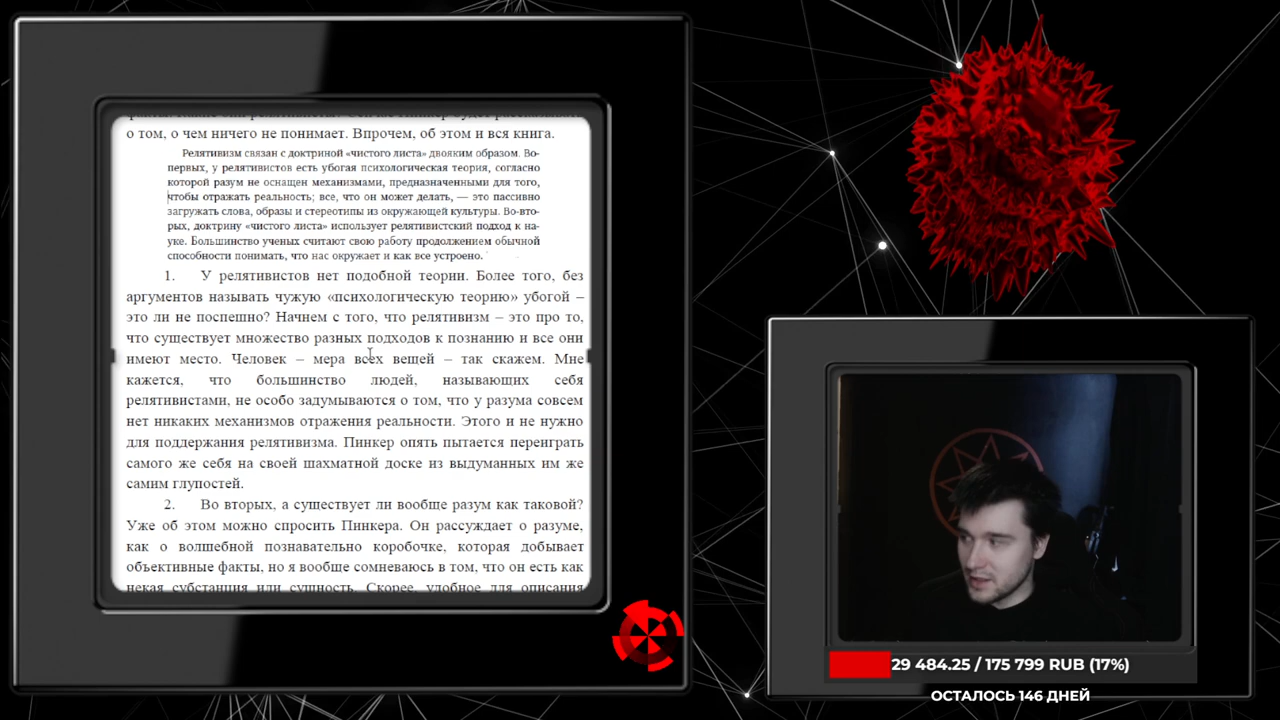 о том, о чем ничего не понимает. Впрочем, об этом и вся книга.
Релятивизм связан с доктриной «чистого листа» двояким образом. Во-
первых, у релятивистов есть убогая психологическая теория, согласно
которой разум не оснащен механизмами, предназначенными для того,
чтобы отражать реальность; все, что он может делать, — это пассивно
загружать слова, образы и стереотипы из окружающей культуры. Во-вто-
рых, доктрину «чистого листа» использует релятивистский подход к на-
уке. Большинство ученых считают свою работу продолжением обычной
способности понимать, что нас окружает и как все устроено.
1. У релятивистов нет подобной теории. Более того, без
аргументов называть чужую «психологическую теорию» убогой –
это ли не поспешно? Начнем с того, что релятивизм – это про то,
что существует множество разных подходов к познанию и все они
имеют место. Человек – мера всех вещей – так скажем. Мне
кажется, что большинство людей, называющих себя
релятивистами, не особо задумываются о том, что у разума совсем
нет никаких механизмов отражения реальности. Этого и не нужно
для поддержания релятивизма. Пинкер опять пытается переиграть
самого же себя на своей шахматной доске из выдуманных им же
самим глупостей.
2. Во вторых, а существует ли вообще разум как таковой?
Уже об этом можно спросить Пинкера. Он рассуждает о разуме,
как о волшебной познавательно коробочке, которая добывает
объективные факты, но я вообще сомневаюсь в том, что он есть как
некая субстанция или сущность. Скорее, удобное для описания
29 484.25 / 175 799 RUB (17%)
ОСТАЛОСЬ 146 ДНЕЙ